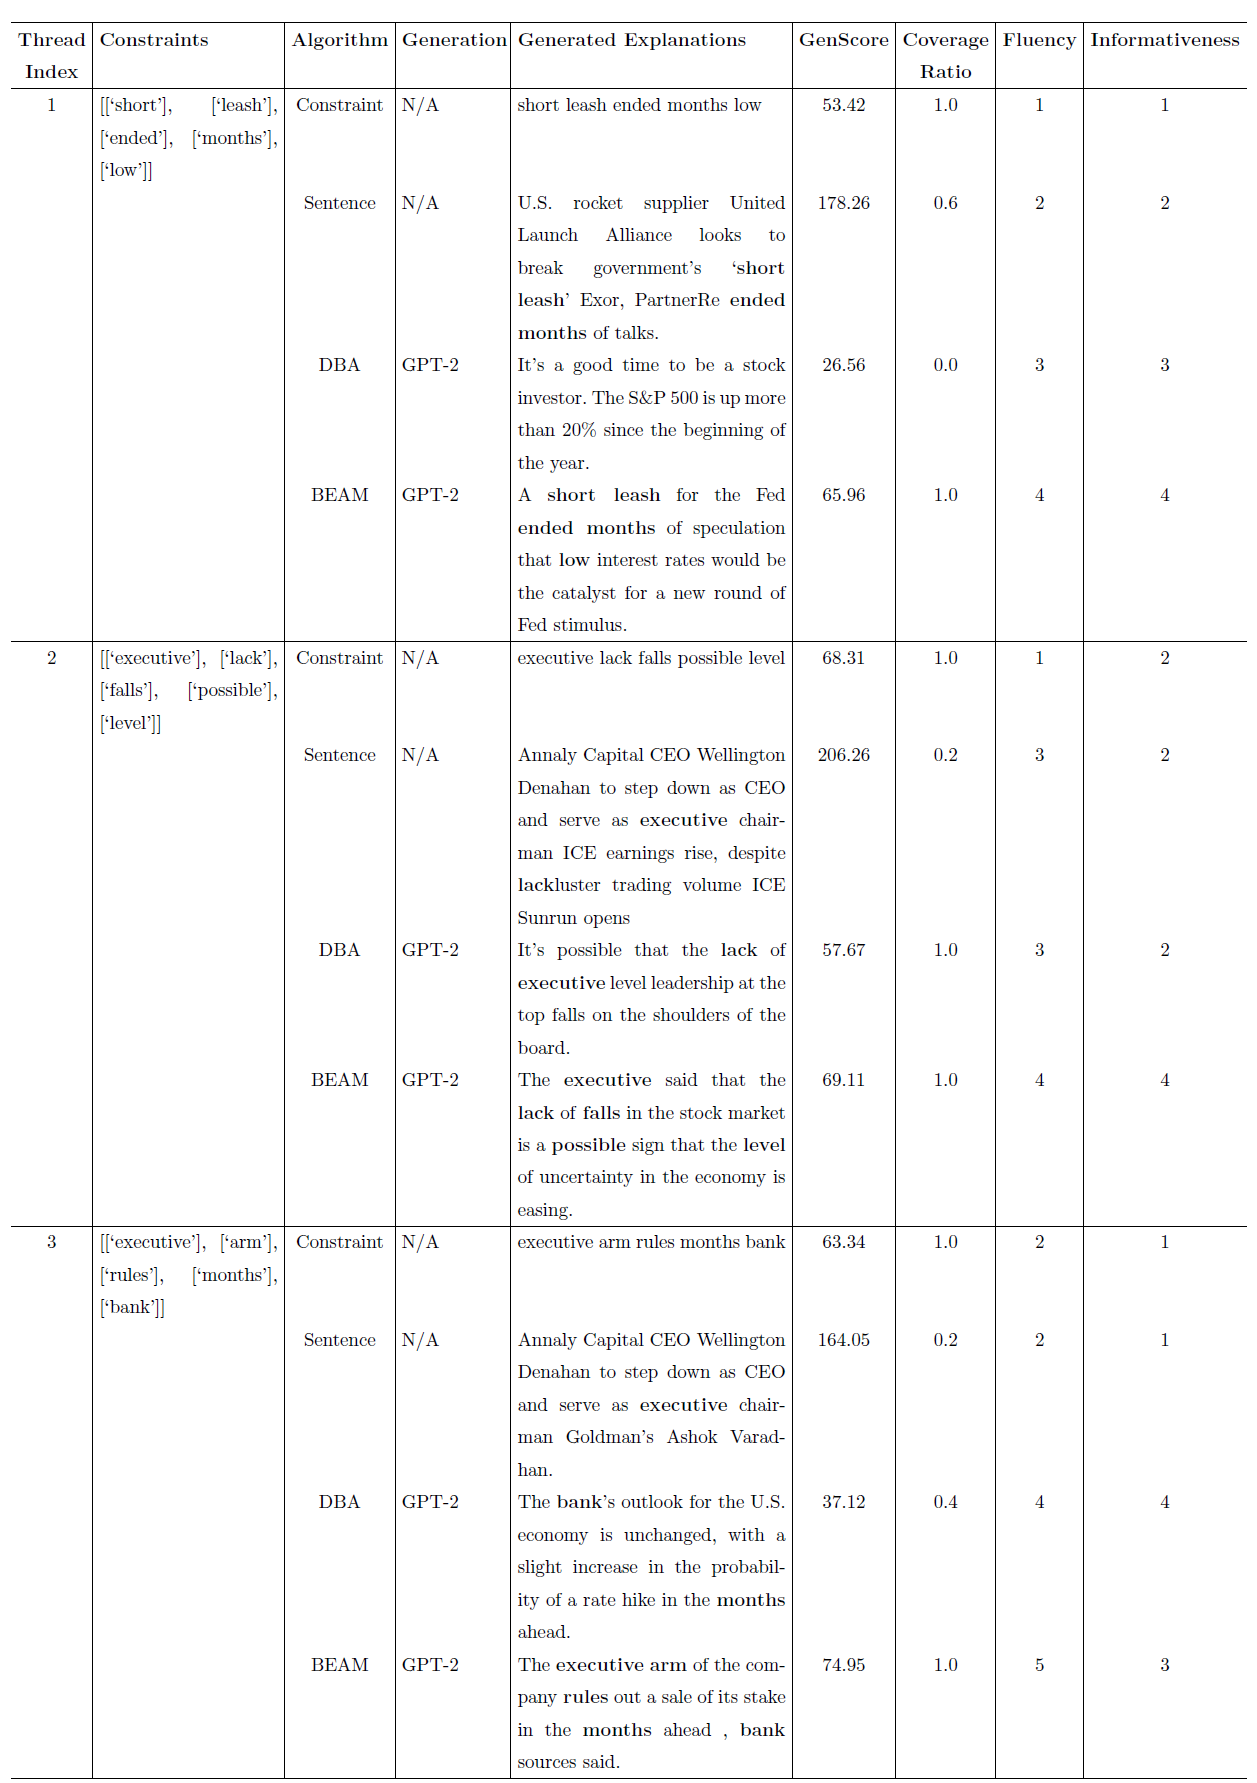 Thread Constraints Algorithm Generation Generated Explanations GenScore Coverage Fluency Informativeness
Index Ratio
1 [[‘short’], [‘leash’], Constraint N/A short leash ended months low 53.42 1.0 1 1
[‘ended’], [‘months’],
[‘low’]]
Sentence N/A U.S. rocket supplier United 178.26 0.6 2 2
Launch Alliance looks to
break government’s ‘short
leash’ Exor, PartnerRe ended
months of talks.
DBA GPT-2 It’s a good time to be a stock 26.56 0.0 3 3
investor. The S&P 500 is up more
than 20% since the beginning of
the year.
BEAM GPT-2 A short leash for the Fed 65.96 1.0 4 4
ended months of speculation
that low interest rates would be
the catalyst for a new round of
Fed stimulus.
2 [[‘executive’], [‘lack’], Constraint N/A executive lack falls possible level 68.31 1.0 1 2
[‘falls’], [‘possible’],
[‘level’]]
Sentence N/A Annaly Capital CEO Wellington 206.26 0.2 3 2
Denahan to step down as CEO
and serve as executive chair-
man ICE earnings rise, despite
lackluster trading volume ICE
Sunrun opens
DBA GPT-2 It’s possible that the lack of 57.67 1.0 3 2
executive level leadership at the
top falls on the shoulders of the
board.
BEAM GPT-2 The executive said that the 69.11 1.0 4 4
lack of falls in the stock market
is a possible sign that the level
of uncertainty in the economy is
easing.
3 [[‘executive’], [‘arm’], Constraint N/A executive arm rules months bank 63.34 1.0 2 1
[‘rules’], [‘months’],
[‘bank’]]
Sentence N/A Annaly Capital CEO Wellington 164.05 0.2 2 1
Denahan to step down as CEO
and serve as executive chair-
man Goldman’s Ashok Varad-
han.
DBA GPT-2 The bank’s outlook for the U.S. 37.12 0.4 4 4
economy is unchanged, with a
slight increase in the probabil-
ity of a rate hike in the months
ahead.
BEAM GPT-2 The executive arm of the com- 74.95 1.0 5 3
pany rules out a sale of its stake
in the months ahead , bank
sources said.